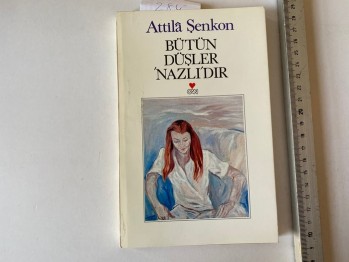 Attilâ Şenkon
BÜTÜN
DÜŞLER
'NAZLI'DIR